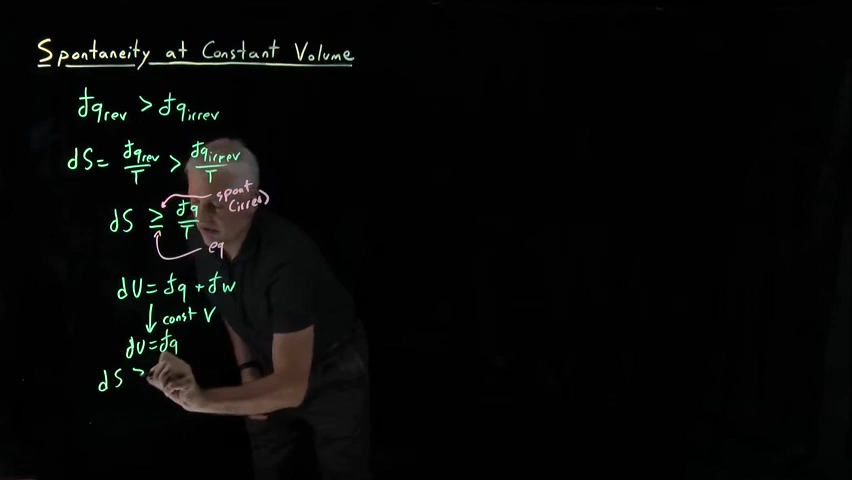 Spontaneity at Constant Volume
đq_rev > đq_irrev
dS = đq_rev/T > đq_irrev/T
spont
(irrev)
dS ≥ đq/T
eq
dU = đq + đw
↓ const V
dU = đq
dS >